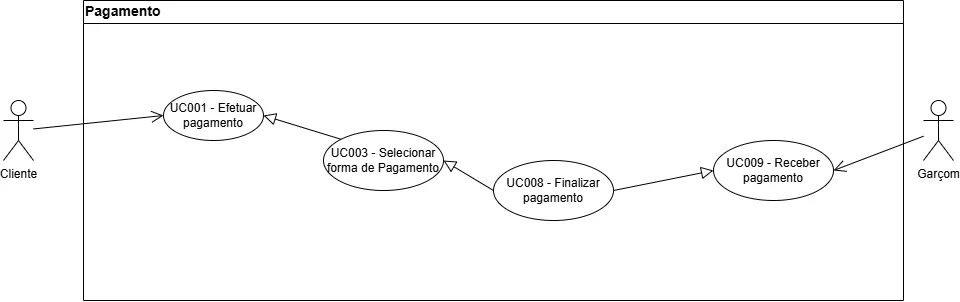 Pagamento
UC001 - Efetuar
pagamento
UC003 - Selecionar
forma de Pagamento
UC008 - Finalizar
pagamento
UC009 - Receber
pagamento
Cliente
Garçom